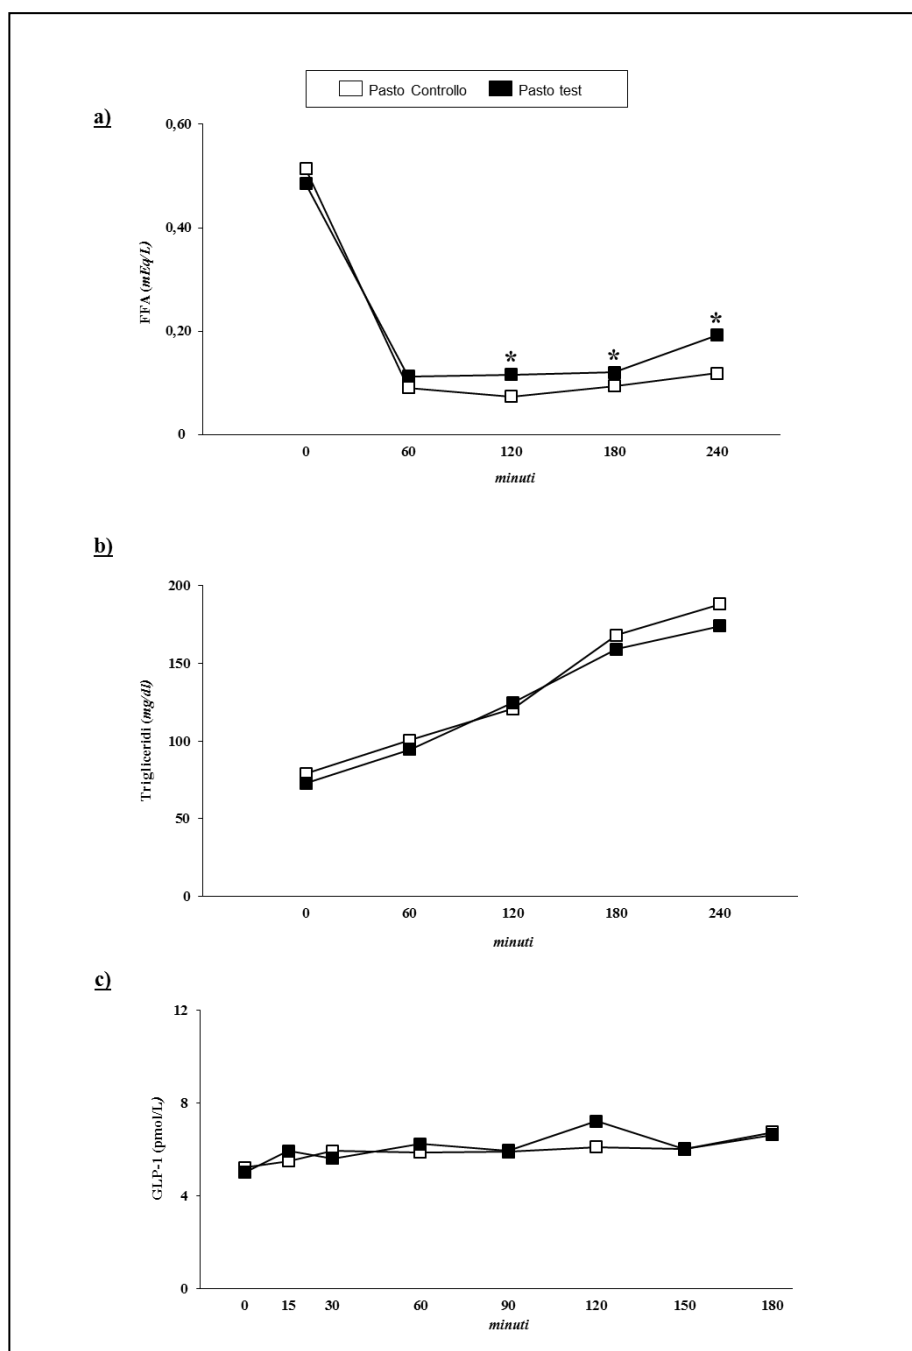 Pasto Controllo Pasto test
a)
0,60
0,40
0,20
0
FFA (mEq/L)
* * *
0 60 120 180 240
minuti
b)
200
150
100
50
0
Trigliceridi (mg/dl)
0 60 120 180 240
minuti
c)
12
8
4
0
GLP-1 (pmol/L)
0 15 30 60 90 120 150 180
minuti